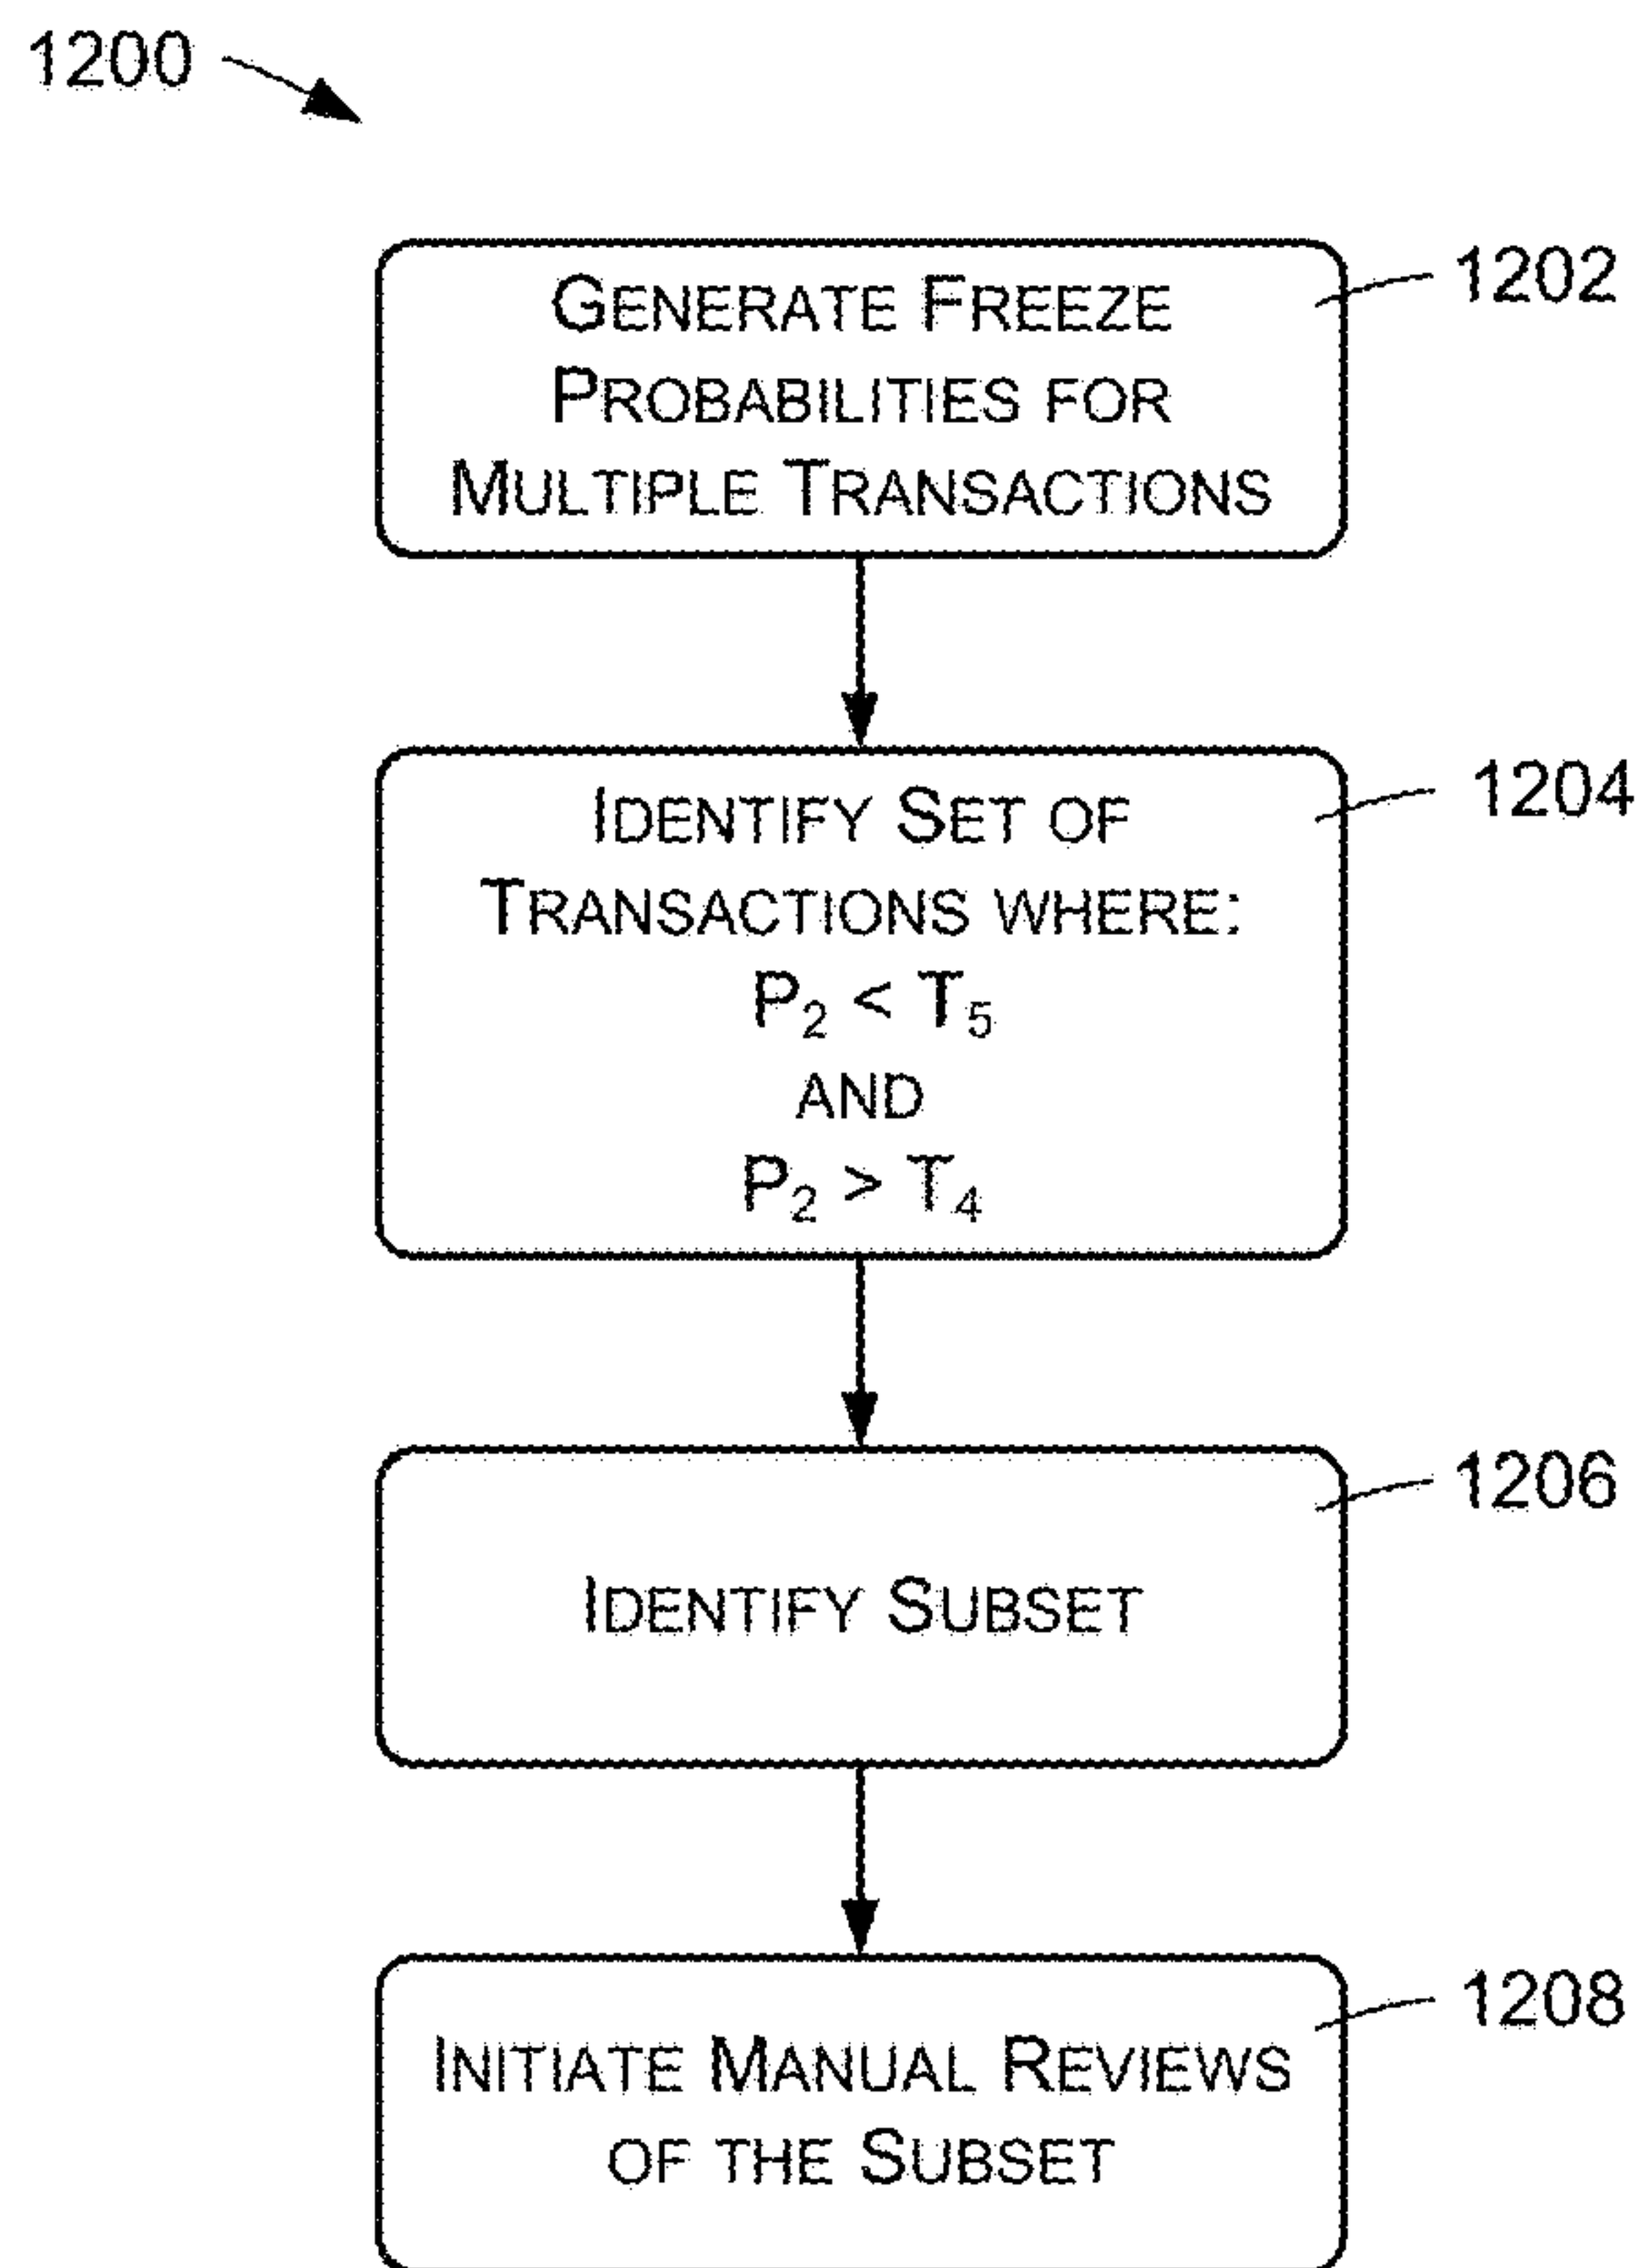 1200
GENERATE FREEZE
PROBABILITIES FOR
MULTIPLE TRANSACTIONS
1202
IDENTIFY SET OF
TRANSACTIONS WHERE:
P₂ < T₅
AND
P₂ > T₄
1204
IDENTIFY SUBSET
1206
INITIATE MANUAL REVIEWS
OF THE SUBSET
1208